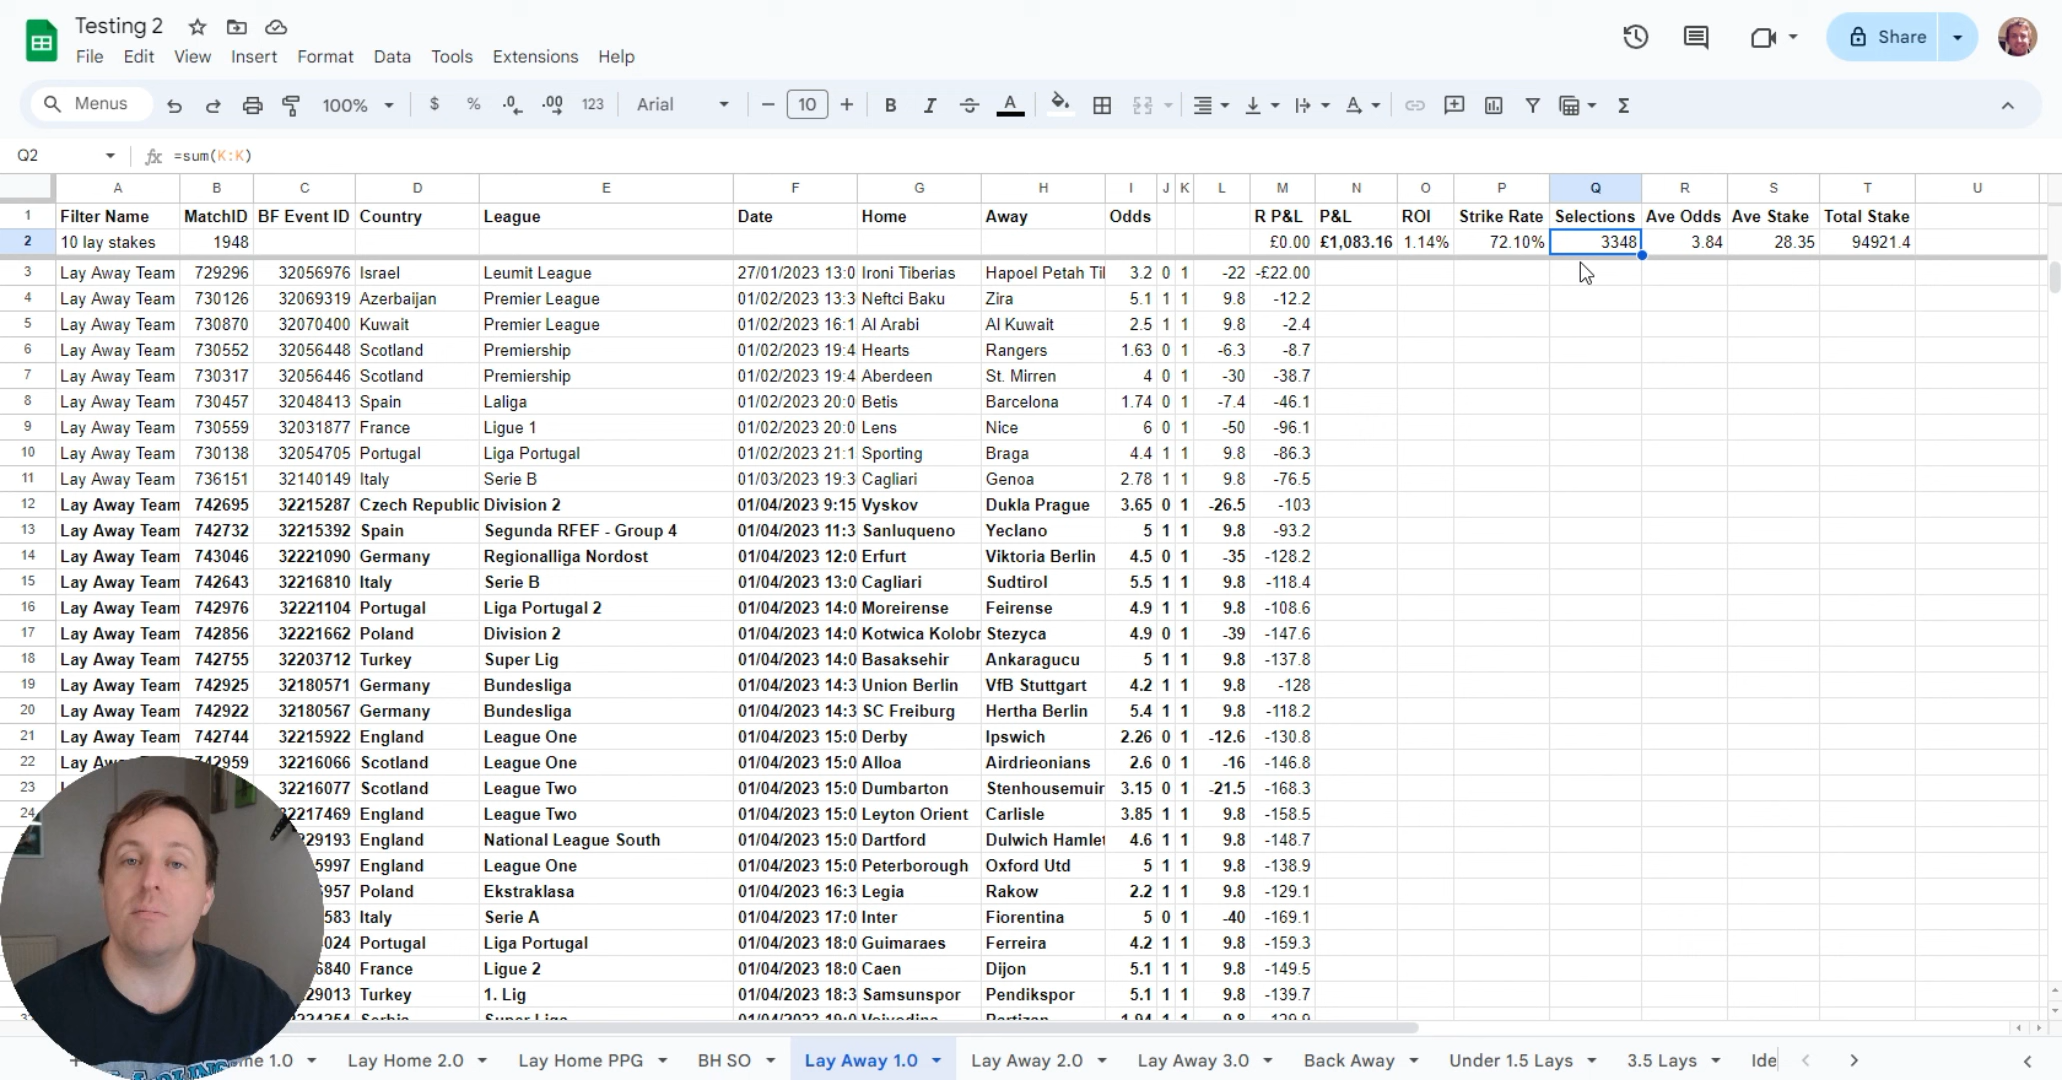 Testing 2
File Edit View Insert Format Data Tools Extensions Help
Share
Menus 100% $ % .0 .00 123 Arial 10 B I A
Q2 fx =sum(K:K)
A B C D E F G H I J K L M N O P Q R S T U
1 Filter Name MatchID BF Event ID Country League Date Home Away Odds R P&L P&L ROI Strike Rate Selections Ave Odds Ave Stake Total Stake
2 10 lay stakes 1948 £0.00 £1,083.16 1.14% 72.10% 3348 3.84 28.35 94921.4
3 Lay Away Team 729296 32056976 Israel Leumit League 27/01/2023 13:0 Ironi Tiberias Hapoel Petah Til 3.2 0 1 -22 -£22.00
4 Lay Away Team 730126 32069319 Azerbaijan Premier League 01/02/2023 13:3 Neftci Baku Zira 5.1 1 1 9.8 -12.2
5 Lay Away Team 730870 32070400 Kuwait Premier League 01/02/2023 16:1 Al Arabi Al Kuwait 2.5 1 1 9.8 -2.4
6 Lay Away Team 730552 32056448 Scotland Premiership 01/02/2023 19:4 Hearts Rangers 1.63 0 1 -6.3 -8.7
7 Lay Away Team 730317 32056446 Scotland Premiership 01/02/2023 19:4 Aberdeen St. Mirren 4 0 1 -30 -38.7
8 Lay Away Team 730457 32048413 Spain Laliga 01/02/2023 20:0 Betis Barcelona 1.74 0 1 -7.4 -46.1
9 Lay Away Team 730559 32031877 France Ligue 1 01/02/2023 20:0 Lens Nice 6 0 1 -50 -96.1
10 Lay Away Team 730138 32054705 Portugal Liga Portugal 01/02/2023 21:1 Sporting Braga 4.4 1 1 9.8 -86.3
11 Lay Away Team 736151 32140149 Italy Serie B 01/03/2023 19:3 Cagliari Genoa 2.78 1 1 9.8 -76.5
12 Lay Away Team 742695 32215287 Czech Republic Division 2 01/04/2023 9:15 Vyskov Dukla Prague 3.65 0 1 -26.5 -103
13 Lay Away Team 742732 32215392 Spain Segunda RFEF - Group 4 01/04/2023 11:3 Sanluqueno Yeclano 5 1 1 9.8 -93.2
14 Lay Away Team 743046 32221090 Germany Regionalliga Nordost 01/04/2023 12:0 Erfurt Viktoria Berlin 4.5 0 1 -35 -128.2
15 Lay Away Team 742643 32216810 Italy Serie B 01/04/2023 13:0 Cagliari Sudtirol 5.5 1 1 9.8 -118.4
16 Lay Away Team 742976 32221104 Portugal Liga Portugal 2 01/04/2023 14:0 Moreirense Feirense 4.9 1 1 9.8 -108.6
17 Lay Away Team 742856 32221662 Poland Division 2 01/04/2023 14:0 Kotwica Kolobr Stezyca 4.9 0 1 -39 -147.6
18 Lay Away Team 742755 32203712 Turkey Super Lig 01/04/2023 14:0 Basaksehir Ankaragucu 5 1 1 9.8 -137.8
19 Lay Away Team 742925 32180571 Germany Bundesliga 01/04/2023 14:3 Union Berlin VfB Stuttgart 4.2 1 1 9.8 -128
20 Lay Away Team 742922 32180567 Germany Bundesliga 01/04/2023 14:3 SC Freiburg Hertha Berlin 5.4 1 1 9.8 -118.2
21 Lay Away Team 742744 32215922 England League One 01/04/2023 15:0 Derby Ipswich 2.26 0 1 -12.6 -130.8
22 Lay 742959 32216066 Scotland League One 01/04/2023 15:0 Alloa Airdrieonians 2.6 0 1 -16 -146.8
23 32216077 Scotland League Two 01/04/2023 15:0 Dumbarton Stenhousemuir 3.15 0 1 -21.5 -168.3
24 32217469 England League Two 01/04/2023 15:0 Leyton Orient Carlisle 3.85 1 1 9.8 -158.5
29193 England National League South 01/04/2023 15:0 Dartford Dulwich Hamlet 4.6 1 1 9.8 -148.7
5997 England League One 01/04/2023 15:0 Peterborough Oxford Utd 5 1 1 9.8 -138.9
6957 Poland Ekstraklasa 01/04/2023 16:3 Legia Rakow 2.2 1 1 9.8 -129.1
583 Italy Serie A 01/04/2023 17:0 Inter Fiorentina 5 0 1 -40 -169.1
024 Portugal Liga Portugal 01/04/2023 18:0 Guimaraes Ferreira 4.2 1 1 9.8 -159.3
6840 France Ligue 2 01/04/2023 18:0 Caen Dijon 5.1 1 1 9.8 -149.5
29013 Turkey 1. Lig 01/04/2023 18:3 Samsunspor Pendikspor 5.1 1 1 9.8 -139.7
Serbia Super Liga 01/04/2023 19:0 Vojvodina Partizan 1.94 1 1 9.8 -129.9
me 1.0 Lay Home 2.0 Lay Home PPG BH SO Lay Away 1.0 Lay Away 2.0 Lay Away 3.0 Back Away Under 1.5 Lays 3.5 Lays Ide